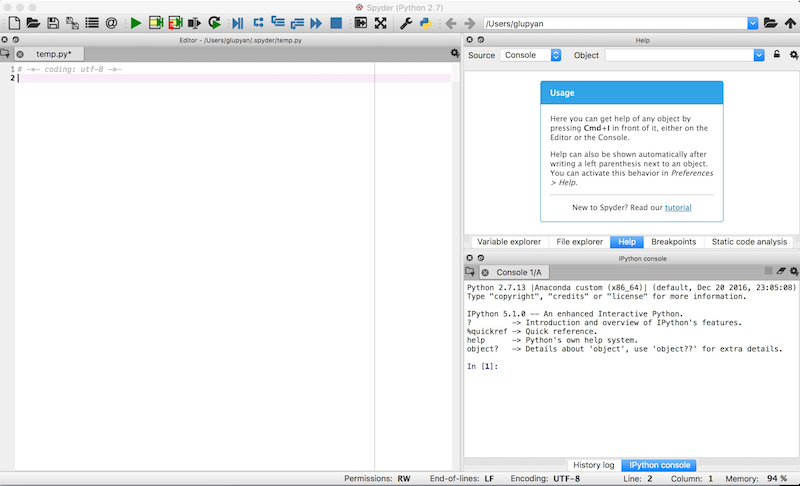 Spyder (Python 2.7)
/Users/glupyan
Editor - /Users/glupyan/.spyder/temp.py
temp.py*
1 # -*- coding: utf-8 -*-
2
Help
Source Console Object
Usage
Here you can get help of any object by
pressing Cmd+I in front of it, either on the
Editor or the Console.
Help can also be shown automatically after
writing a left parenthesis next to an object.
You can activate this behavior in Preferences
> Help.
New to Spyder? Read our tutorial
Variable explorer File explorer Help Breakpoints Static code analysis
IPython console
Console 1/A
Python 2.7.13 |Anaconda custom (x86_64)| (default, Dec 20 2016, 23:05:08)
Type "copyright", "credits" or "license" for more information.
IPython 5.1.0 -- An enhanced Interactive Python.
? -> Introduction and overview of IPython's features.
%quickref -> Quick reference.
help -> Python's own help system.
object? -> Details about 'object', use 'object??' for extra details.
In [1]:
History log IPython console
Permissions: RW End-of-lines: LF Encoding: UTF-8 Line: 2 Column: 1 Memory: 94 %